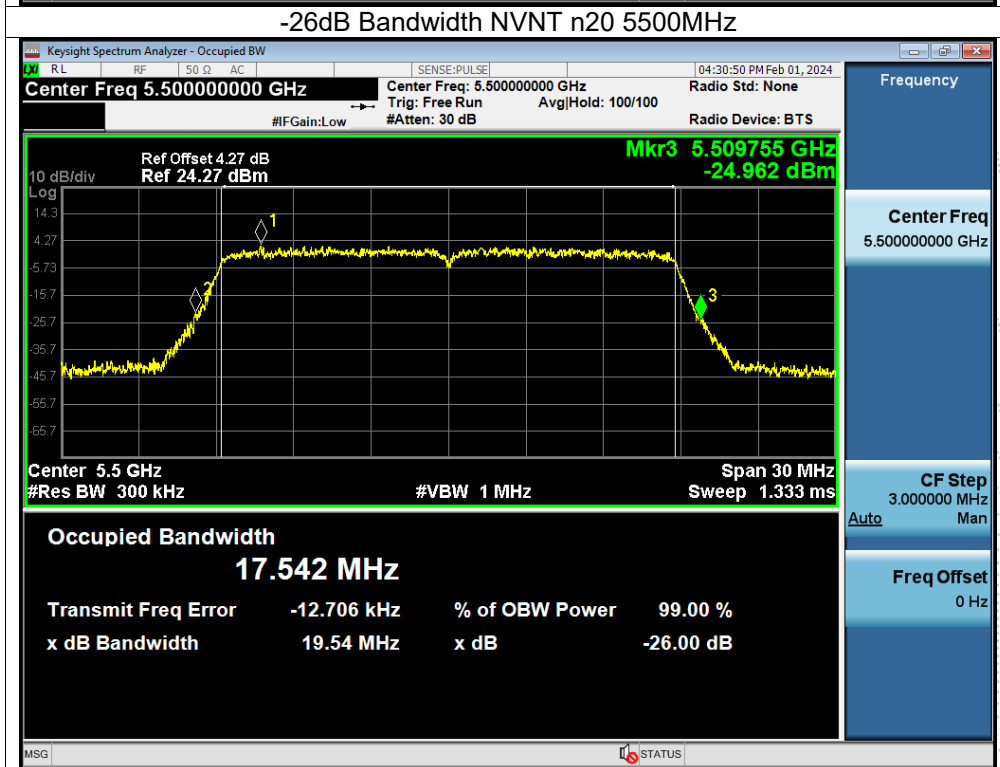 -26dB Bandwidth NVNT n20 5500MHz
Keysight Spectrum Analyzer - Occupied BW
LXI RL RF 50 Ω AC SENSE:PULSE 04:30:50 PM Feb 01, 2024
Center Freq 5.500000000 GHz Center Freq: 5.500000000 GHz Radio Std: None
Trig: Free Run Avg|Hold: 100/100
#IFGain:Low #Atten: 30 dB Radio Device: BTS
Mkr3 5.509755 GHz
-24.962 dBm
Ref Offset 4.27 dB
10 dB/div Ref 24.27 dBm
Log
14.3
4.27
-5.73
-15.7
-25.7
-35.7
-45.7
-55.7
-65.7
1
2
3
Center 5.5 GHz Span 30 MHz
#Res BW 300 kHz #VBW 1 MHz Sweep 1.333 ms
Occupied Bandwidth
17.542 MHz
Transmit Freq Error -12.706 kHz % of OBW Power 99.00 %
x dB Bandwidth 19.54 MHz x dB -26.00 dB
MSG STATUS
Frequency
Center Freq
5.500000000 GHz
CF Step
3.000000 MHz
Auto Man
Freq Offset
0 Hz